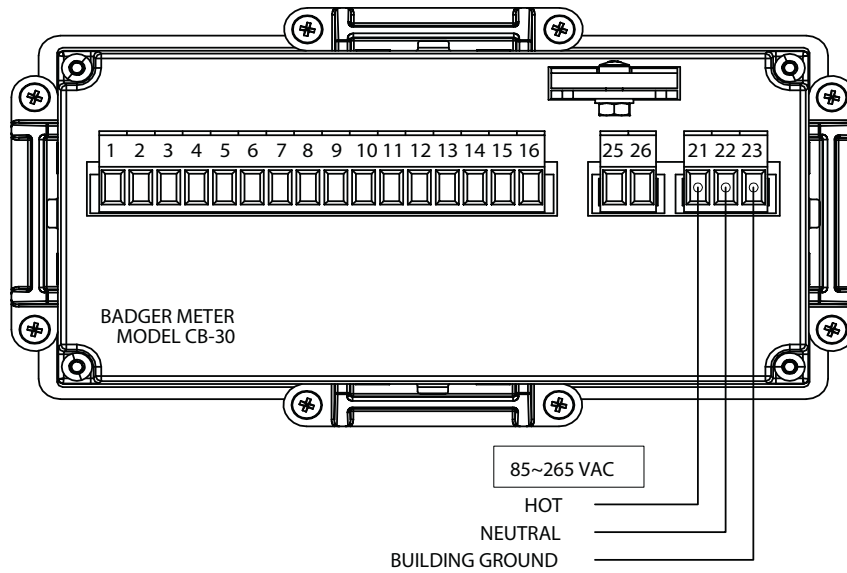 1 2 3 4 5 6 7 8 9 10 11 12 13 14 15 16 25 26 21 22 23
BADGER METER
MODEL CB-30
85~265 VAC
HOT
NEUTRAL
BUILDING GROUND